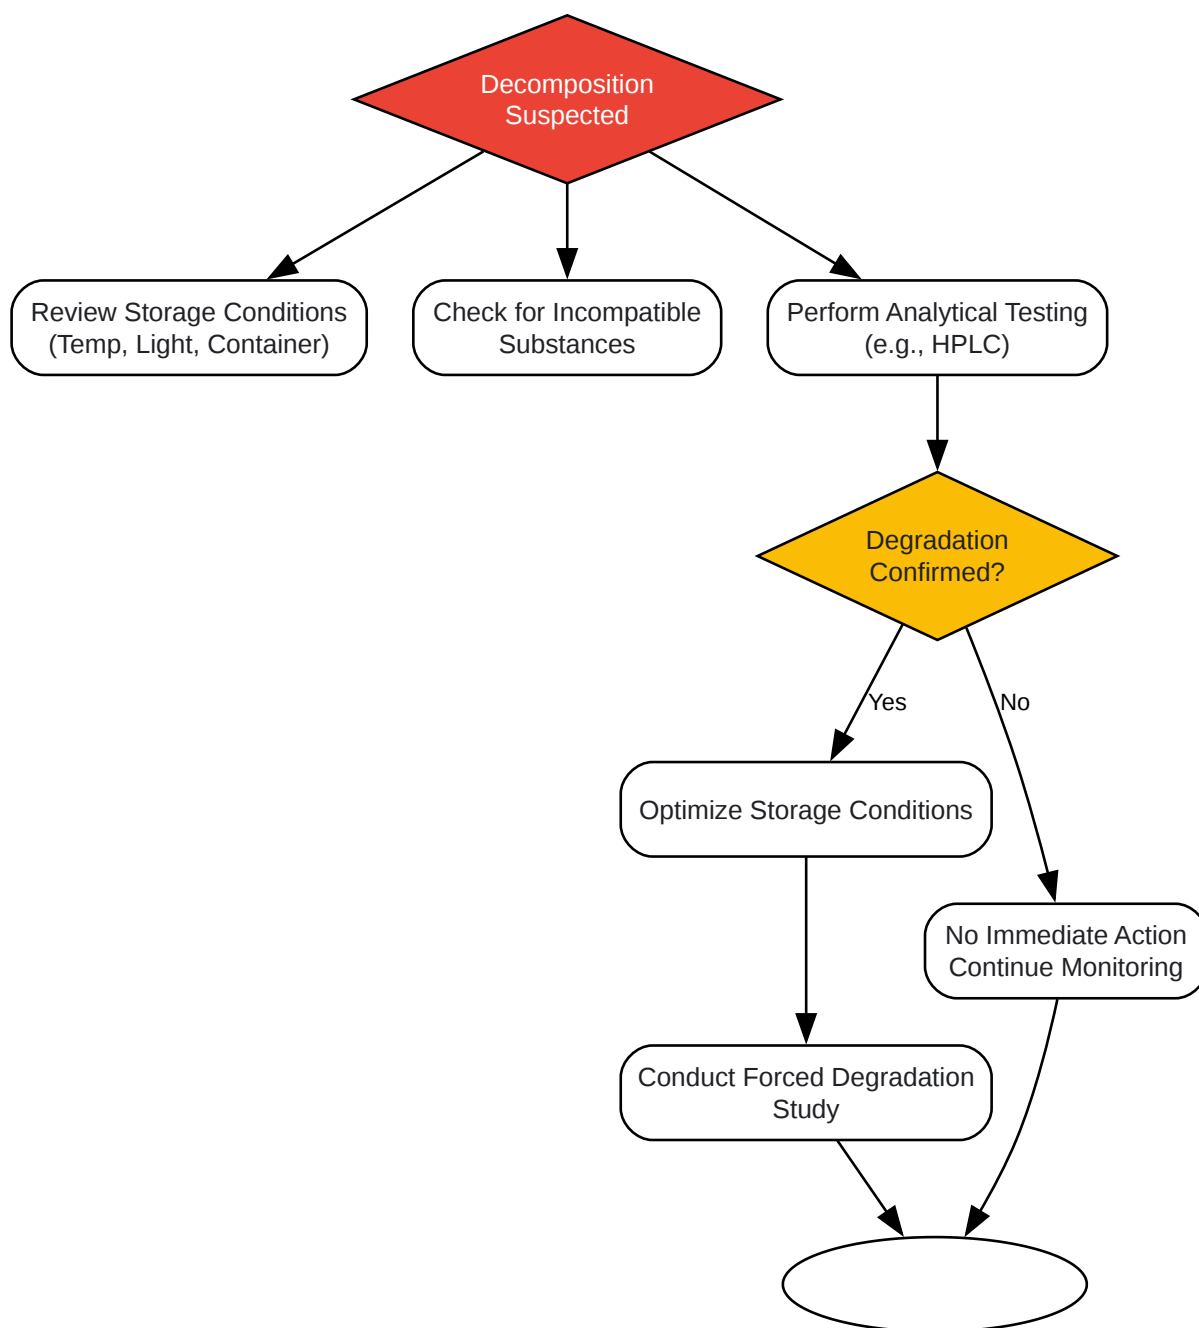 Decomposition
Suspected
Review Storage Conditions
(Temp, Light, Container)
Check for Incompatible
Substances
Perform Analytical Testing
(e.g., HPLC)
Degradation
Confirmed?
Yes
No
Optimize Storage Conditions
No Immediate Action
Continue Monitoring
Conduct Forced Degradation
Study